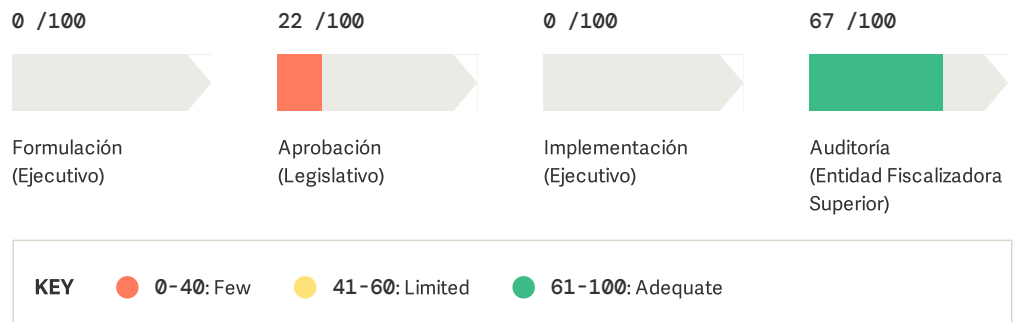 0 /100
22 /100
0 /100
67 /100
Formulación
(Ejecutivo)
Aprobación
(Legislativo)
Implementación
(Ejecutivo)
Auditoría
(Entidad Fiscalizadora
Superior)
KEY
0-40: Few
41-60: Limited
61-100: Adequate